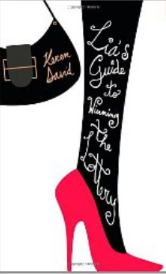 Keren
David
Lia's
Guide
to
Winning
the
Lottery